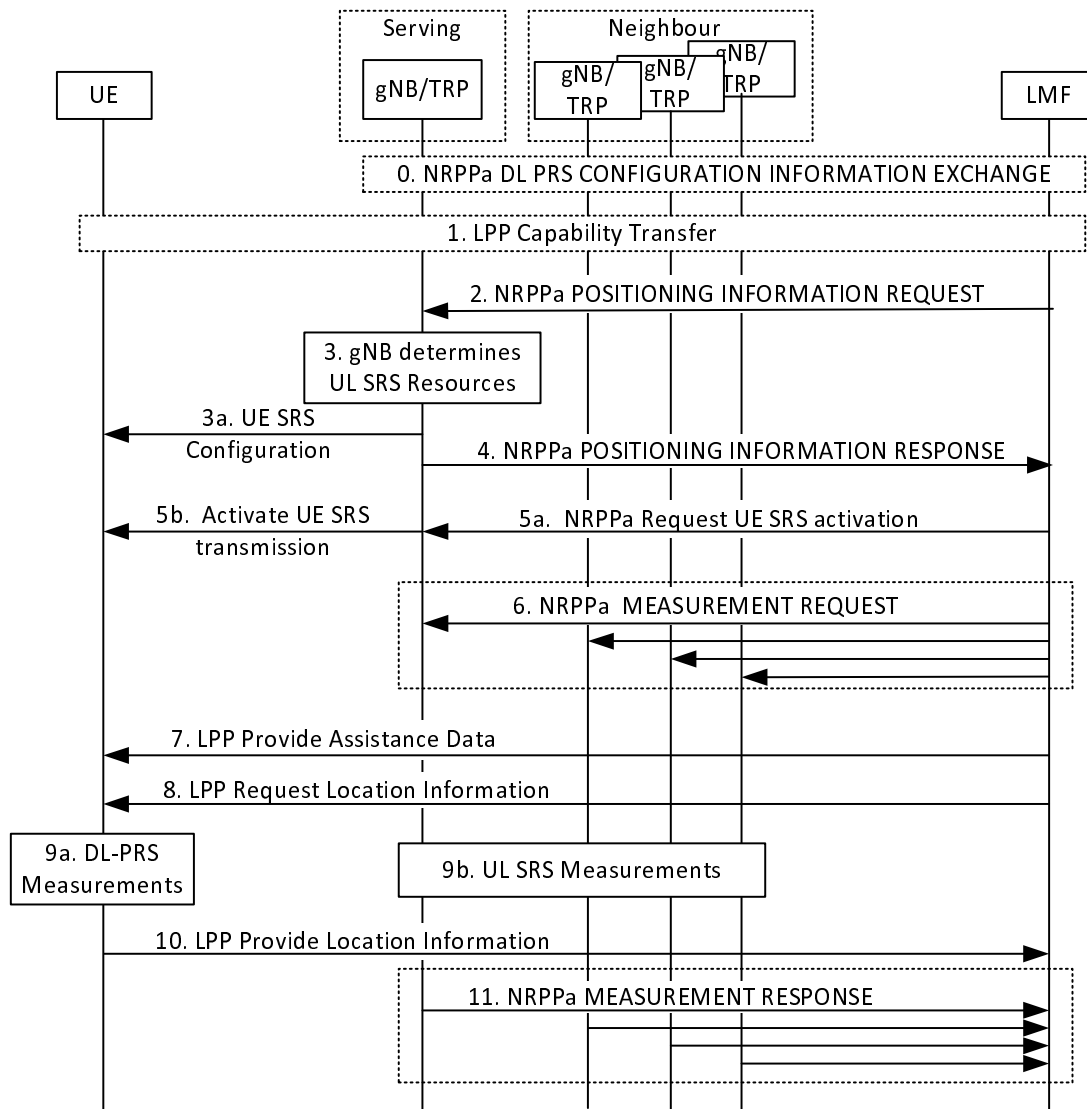 Serving
Neighbour
UE
gNB/TRP
gNB/
TRP
gNB/
TRP
gNB/
TRP
LMF
0. NRPPa DL PRS CONFIGURATION INFORMATION EXCHANGE
1. LPP Capability Transfer
2. NRPPa POSITIONING INFORMATION REQUEST
3. gNB determines
UL SRS Resources
3a. UE SRS
Configuration
4. NRPPa POSITIONING INFORMATION RESPONSE
5b.  Activate UE SRS
transmission
5a.  NRPPa Request UE SRS activation
6. NRPPa  MEASUREMENT REQUEST
7. LPP Provide Assistance Data
8. LPP Request Location Information
9a. DL-PRS
Measurements
9b. UL SRS Measurements
10. LPP Provide Location Information
11. NRPPa MEASUREMENT RESPONSE